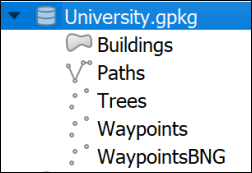 University.gpkg
Buildings
Paths
Trees
Waypoints
WaypointsBNG